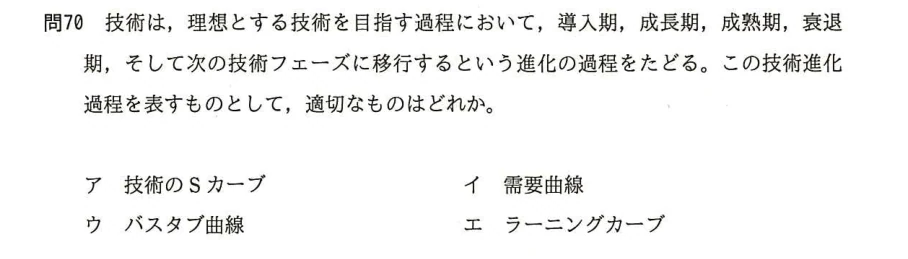 問70 技術は，理想とする技術を目指す過程において，導入期，成長期，成熟期，衰退
期，そして次の技術フェーズに移行するという進化の過程をたどる。この技術進化
過程を表すものとして，適切なものはどれか。
ア 技術のSカーブ イ 需要曲線
ウ バスタブ曲線 エ ラーニングカーブ